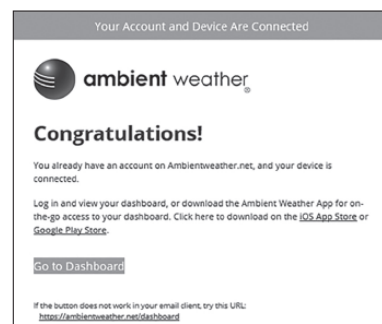 Your Account and Device Are Connected
ambient weather®
Congratulations!
You already have an account on Ambientweather.net, and your device is
connected.
Log in and view your dashboard, or download the Ambient Weather App for on-
the-go access to your dashboard. Click here to download on the iOS App Store or
Google Play Store.
Go to Dashboard
If the button does not work in your email client, try this URL:
https://ambientweather.net/dashboard